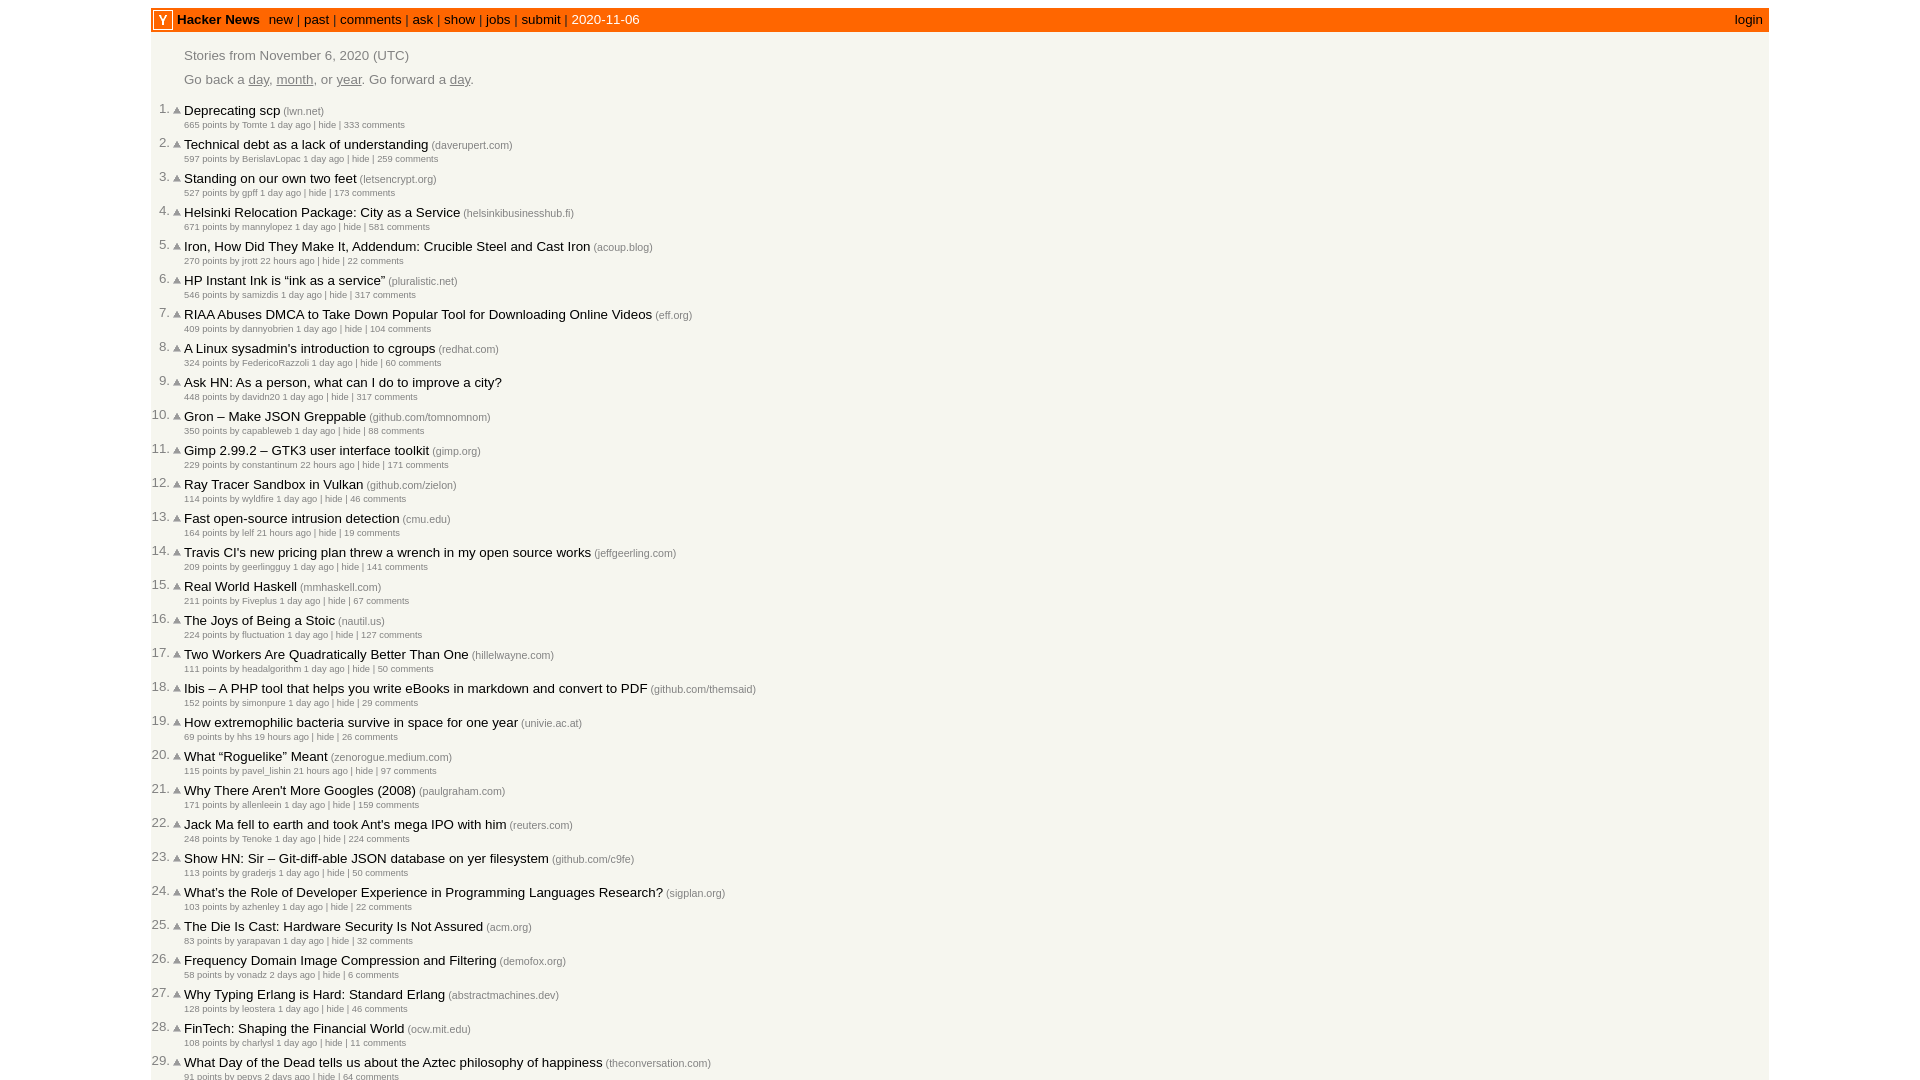 Y Hacker News new | past | comments | ask | show | jobs | submit | 2020-11-06 login
Stories from November 6, 2020 (UTC)
Go back a day, month, or year. Go forward a day.
1. Deprecating scp (lwn.net)
665 points by Tomte 1 day ago | hide | 333 comments
2. Technical debt as a lack of understanding (daverupert.com)
597 points by BerislavLopac 1 day ago | hide | 259 comments
3. Standing on our own two feet (letsencrypt.org)
527 points by gpff 1 day ago | hide | 173 comments
4. Helsinki Relocation Package: City as a Service (helsinkibusinesshub.fi)
671 points by mannylopez 1 day ago | hide | 581 comments
5. Iron, How Did They Make It, Addendum: Crucible Steel and Cast Iron (acoup.blog)
270 points by jrott 22 hours ago | hide | 22 comments
6. HP Instant Ink is “ink as a service” (pluralistic.net)
546 points by samizdis 1 day ago | hide | 317 comments
7. RIAA Abuses DMCA to Take Down Popular Tool for Downloading Online Videos (eff.org)
409 points by dannyobrien 1 day ago | hide | 104 comments
8. A Linux sysadmin's introduction to cgroups (redhat.com)
324 points by FedericoRazzoli 1 day ago | hide | 60 comments
9. Ask HN: As a person, what can I do to improve a city?
448 points by davidn20 1 day ago | hide | 317 comments
10. Gron – Make JSON Greppable (github.com/tomnomnom)
350 points by capableweb 1 day ago | hide | 88 comments
11. Gimp 2.99.2 – GTK3 user interface toolkit (gimp.org)
229 points by constantinum 22 hours ago | hide | 171 comments
12. Ray Tracer Sandbox in Vulkan (github.com/zielon)
114 points by wyldfire 1 day ago | hide | 46 comments
13. Fast open-source intrusion detection (cmu.edu)
164 points by lelf 21 hours ago | hide | 19 comments
14. Travis CI's new pricing plan threw a wrench in my open source works (jeffgeerling.com)
209 points by geerlingguy 1 day ago | hide | 141 comments
15. Real World Haskell (mmhaskell.com)
211 points by Fiveplus 1 day ago | hide | 67 comments
16. The Joys of Being a Stoic (nautil.us)
224 points by fluctuation 1 day ago | hide | 127 comments
17. Two Workers Are Quadratically Better Than One (hillelwayne.com)
111 points by headalgorithm 1 day ago | hide | 50 comments
18. Ibis – A PHP tool that helps you write eBooks in markdown and convert to PDF (github.com/themsaid)
152 points by simonpure 1 day ago | hide | 29 comments
19. How extremophilic bacteria survive in space for one year (univie.ac.at)
69 points by hhs 19 hours ago | hide | 26 comments
20. What “Roguelike” Meant (zenorogue.medium.com)
115 points by pavel_lishin 21 hours ago | hide | 97 comments
21. Why There Aren't More Googles (2008) (paulgraham.com)
171 points by allenleein 1 day ago | hide | 159 comments
22. Jack Ma fell to earth and took Ant's mega IPO with him (reuters.com)
248 points by Tenoke 1 day ago | hide | 224 comments
23. Show HN: Sir – Git-diff-able JSON database on yer filesystem (github.com/c9fe)
113 points by graderjs 1 day ago | hide | 50 comments
24. What’s the Role of Developer Experience in Programming Languages Research? (sigplan.org)
103 points by azhenley 1 day ago | hide | 22 comments
25. The Die Is Cast: Hardware Security Is Not Assured (acm.org)
83 points by yarapavan 1 day ago | hide | 32 comments
26. Frequency Domain Image Compression and Filtering (demofox.org)
58 points by vonadz 2 days ago | hide | 6 comments
27. Why Typing Erlang is Hard: Standard Erlang (abstractmachines.dev)
128 points by leostera 1 day ago | hide | 46 comments
28. FinTech: Shaping the Financial World (ocw.mit.edu)
108 points by charlysl 1 day ago | hide | 11 comments
29. What Day of the Dead tells us about the Aztec philosophy of happiness (theconversation.com)
91 points by pepys 2 days ago | hide | 64 comments